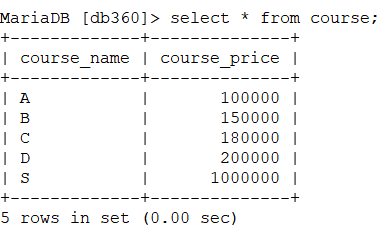 MariaDB [db360]> select * from course;
+-------------+--------------+
| course_name | course_price |
+-------------+--------------+
| A           |       100000 |
| B           |       150000 |
| C           |       180000 |
| D           |       200000 |
| S           |      1000000 |
+-------------+--------------+
5 rows in set (0.00 sec)